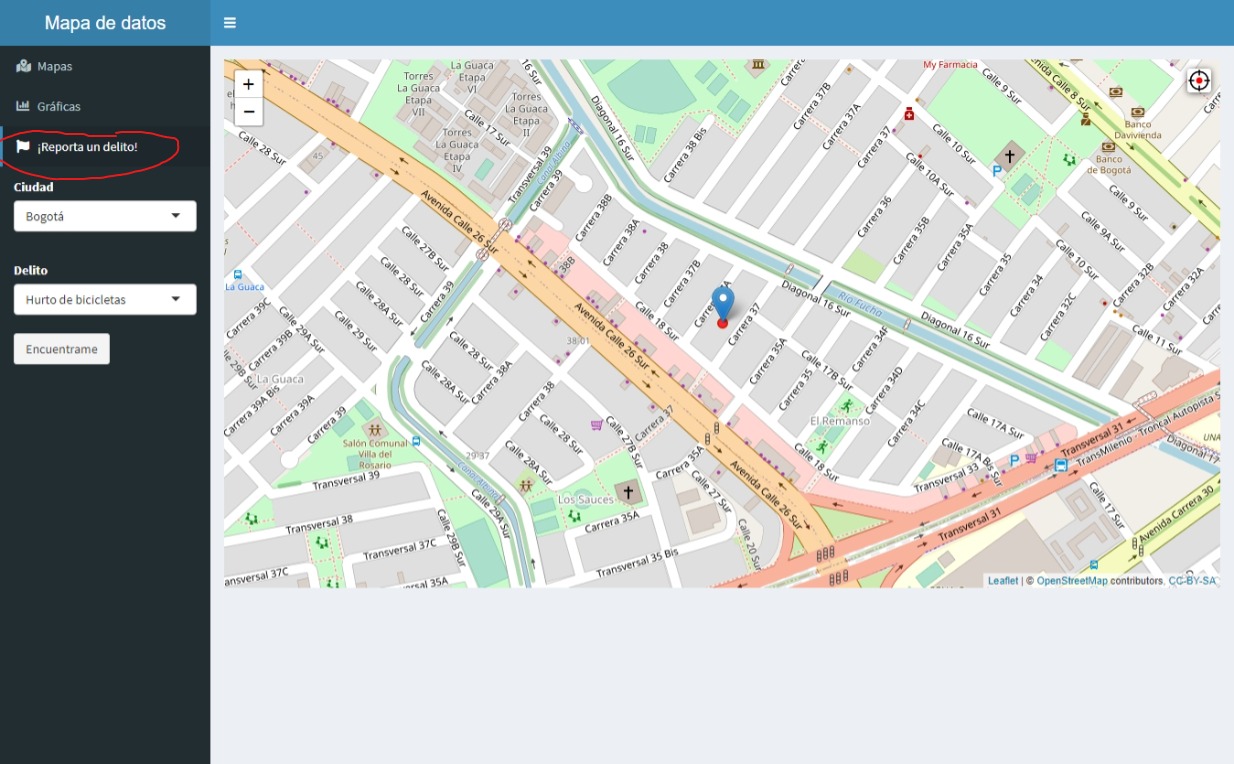 Mapa de datos
Mapas
Gráficas
¡Reporta un delito!
Ciudad
Bogotá
Delito
Hurto de bicicletas
Encuentrame
+
−
Torres
La Guaca
Etapa
VII
La Guaca
Etapa
VI
Torres
La Guaca
Etapa
II
Torres
La Guaca
Etapa
IV
Calle 17 Sur
16 Sur
Diagonal 16 Sur
Carrera 38 Bis
Carrera 37B
Carrera 37A
Carrera 37
My Farmacia
Calle 9 Sur
Avenida Calle 8 Sur
Banco
Davivienda
Banco
de Bogotá
Calle 10 Sur
Calle 10A Sur
Calle 9 Sur
Calle 9A Sur
Calle 10 Sur
Calle 28 Sur
45
Transversal 39
Canal Albina
Carrera 39
Avenida Calle 26 Sur
Carrera 38B
Carrera 38A
Carrera 38
Carrera 37B
Carrera 36
Carrera 35B
Carrera 35A
Carrera 35
Carrera 34
Carrera 32C
Carrera 32B
Carrera 32A
Calle 11 Sur
Calle 27B Sur
Calle 28 Sur
Calle 28A Sur
Calle 29 Sur
Carrera 39
38B
La Guaca
Carrera 39C
Carrera 39B
Carrera 39A Bis
Carrera 39A
Carrera 39
La Guaca
Calle 18 Sur
Carrera 37
Diagonal 16 Sur
Río Fucha
Diagonal 16 Sur
Avenida Calle 26 Sur
38 01
Carrera 35A
Carrera 35
Calle 17B Sur
Carrera 34F
Carrera 34D
Carrera 34C
Calle 28 Sur
Calle 28A Sur
Carrera 38A
Carrera 38
Calle 28 Sur
Calle 28A Sur
Calle 27B Sur
Carrera 37
El Remanso
Calle 17A Sur
Calle 17A Bis Sur
Calle 18 Sur
Transversal 33
Transversal 31
TransMilenio - Troncal Autopista S
Diagonal 17
UNA
Salón Comunal
Villa del
Rosario
29-37
Canal Albina
Calle 29A Sur
Los Sauces
Carrera 35A
Carrera 35A
Calle 27 Sur
Calle 20 Sur
Avenida Calle 26 Sur
Transversal 39
Transversal 38
Transversal 37C
ansversal 37C
Calle 29B Sur
Transversal 35 Bis
35A
Transversal 31
Calle 17 Sur
Avenida Carrera 30
Leaflet | © OpenStreetMap contributors, CC-BY-SA